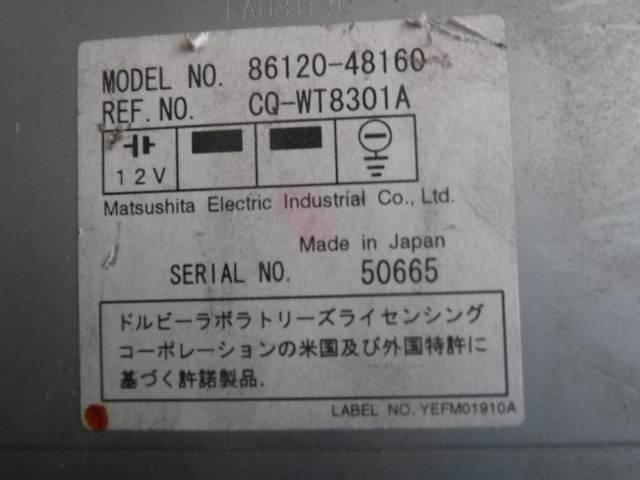 MODEL NO. 86120-48160
REF.NO. CQ-WT8301A
12V
Matsushita Electric Industrial Co., Ltd.
Made in Japan
SERIAL NO. 50665
ドルビーラボラトリーズライセンシング
コーポレーションの米国及び外国特許に
基づく許諾製品.
LABEL NO. YEFM01910A